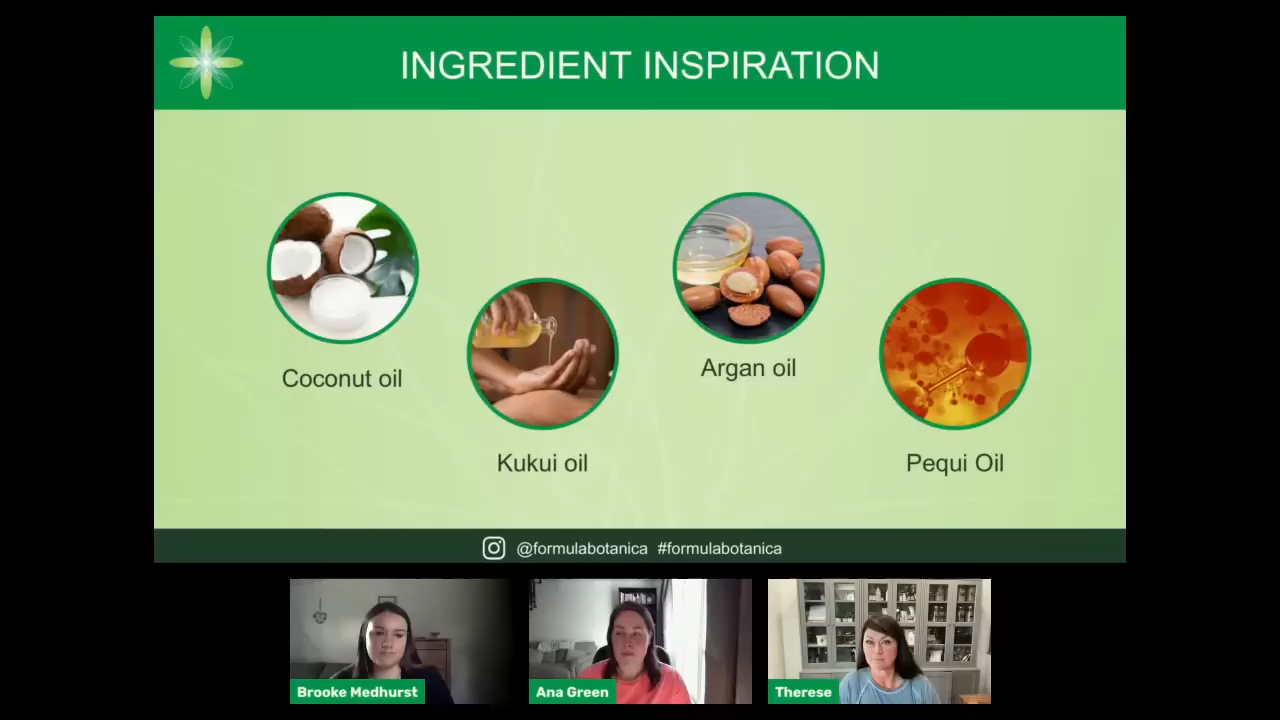 INGREDIENT INSPIRATION
Coconut oil
Kukui oil
Argan oil
Pequi Oil
@formulabotanica #formulabotanica
Brooke Medhurst
Ana Green
Therese